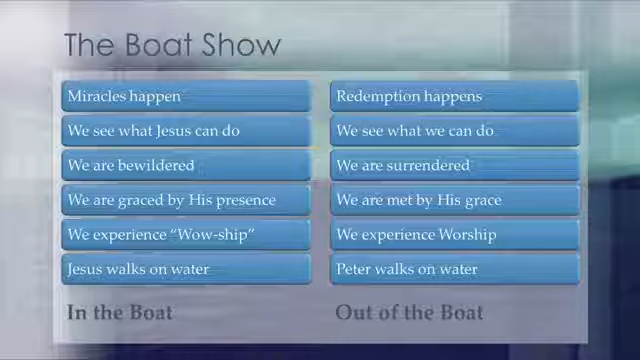 The Boat Show
Miracles happen
Redemption happens
We see what Jesus can do
We see what we can do
We are bewildered
We are surrendered
We are graced by His presence
We are met by His grace
We experience “Wow-ship”
We experience Worship
Jesus walks on water
Peter walks on water
In the Boat
Out of the Boat